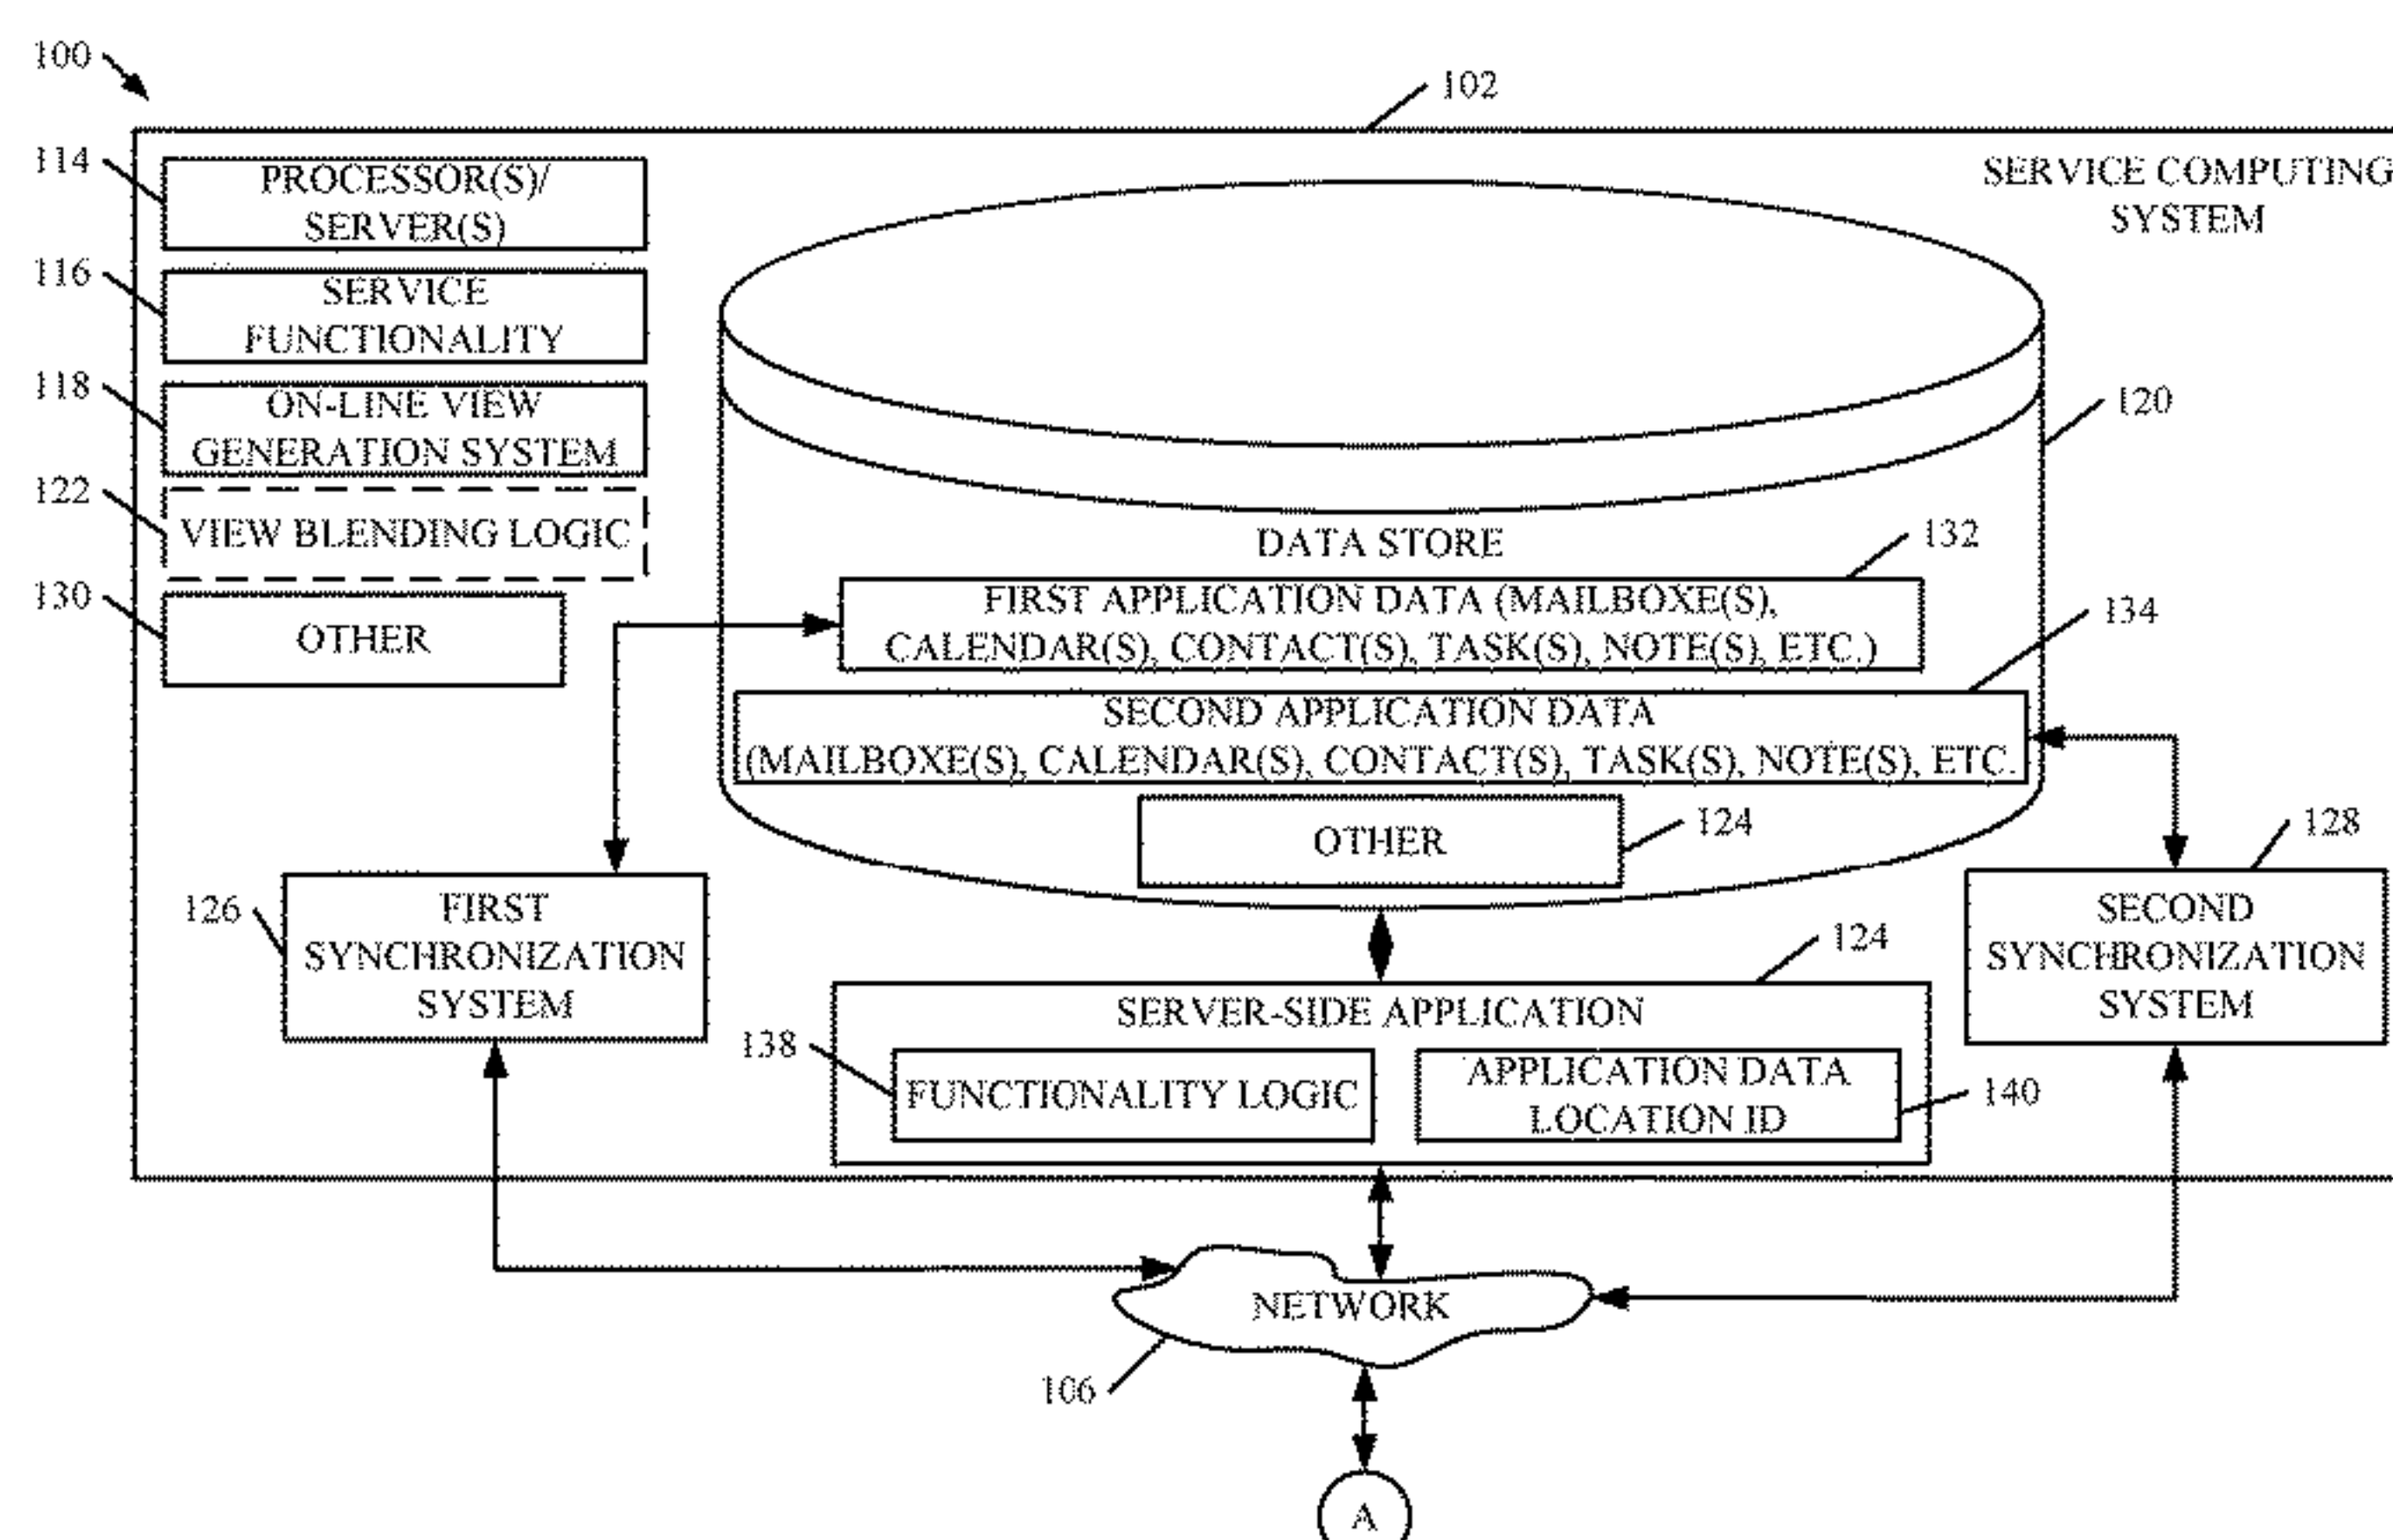 100
102
114
PROCESSOR(S)/
SERVER(S)
SERVICE COMPUTING
SYSTEM
116
SERVICE
FUNCTIONALITY
118
ON-LINE VIEW
GENERATION SYSTEM
120
122
VIEW BLENDING LOGIC
DATA STORE
132
130
OTHER
FIRST APPLICATION DATA (MAILBOXE(S),
CALENDAR(S), CONTACT(S), TASK(S), NOTE(S), ETC.)
134
SECOND APPLICATION DATA
(MAILBOXE(S), CALENDAR(S), CONTACT(S), TASK(S), NOTE(S), ETC.
OTHER
124
128
126
FIRST
SYNCHRONIZATION
SYSTEM
SECOND
SYNCHRONIZATION
SYSTEM
124
SERVER-SIDE APPLICATION
138
FUNCTIONALITY LOGIC
APPLICATION DATA
LOCATION ID
140
NETWORK
106
A